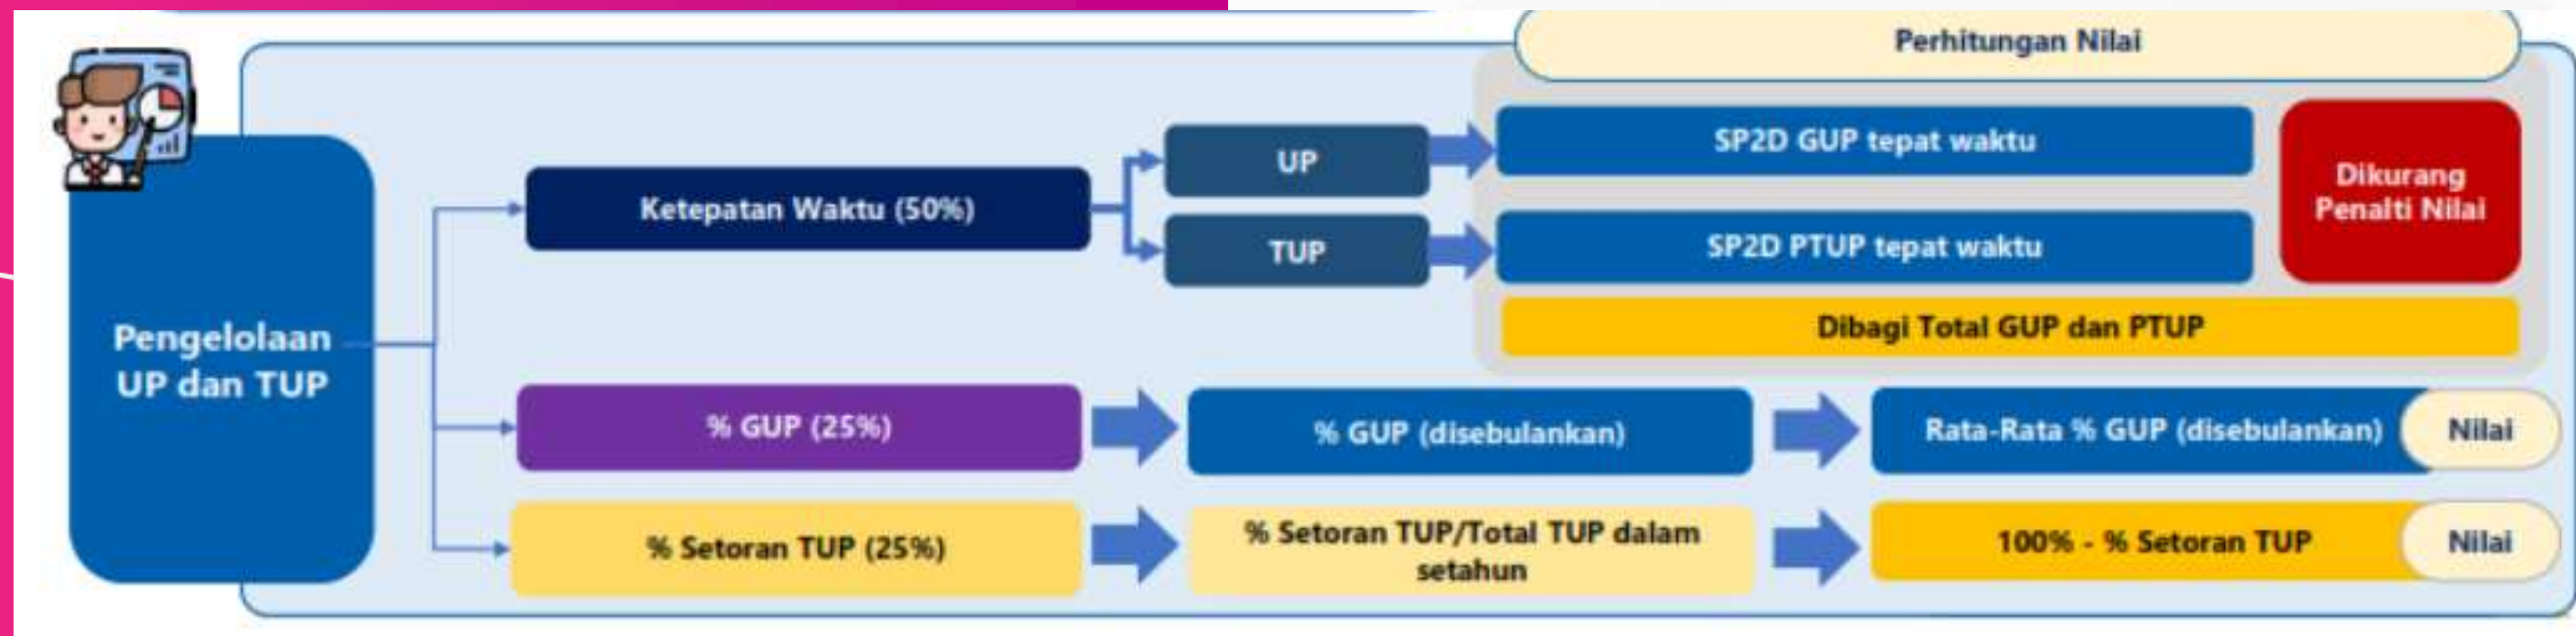 Perhitungan Nilai
Pengelolaan
UP dan TUP
Ketepatan Waktu (50%)
UP
SP2D GUP tepat waktu
TUP
SP2D PTUP tepat waktu
Dikurang
Penalti Nilai
Dibagi Total GUP dan PTUP
% GUP (25%)
% GUP (disebulankan)
Rata-Rata % GUP (disebulankan)
Nilai
% Setoran TUP (25%)
% Setoran TUP/Total TUP dalam
setahun
100% - % Setoran TUP
Nilai